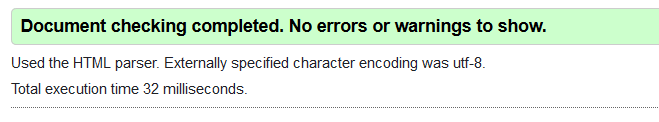 Document checking completed. No errors or warnings to show.
Used the HTML parser. Externally specified character encoding was utf-8.
Total execution time 32 milliseconds.